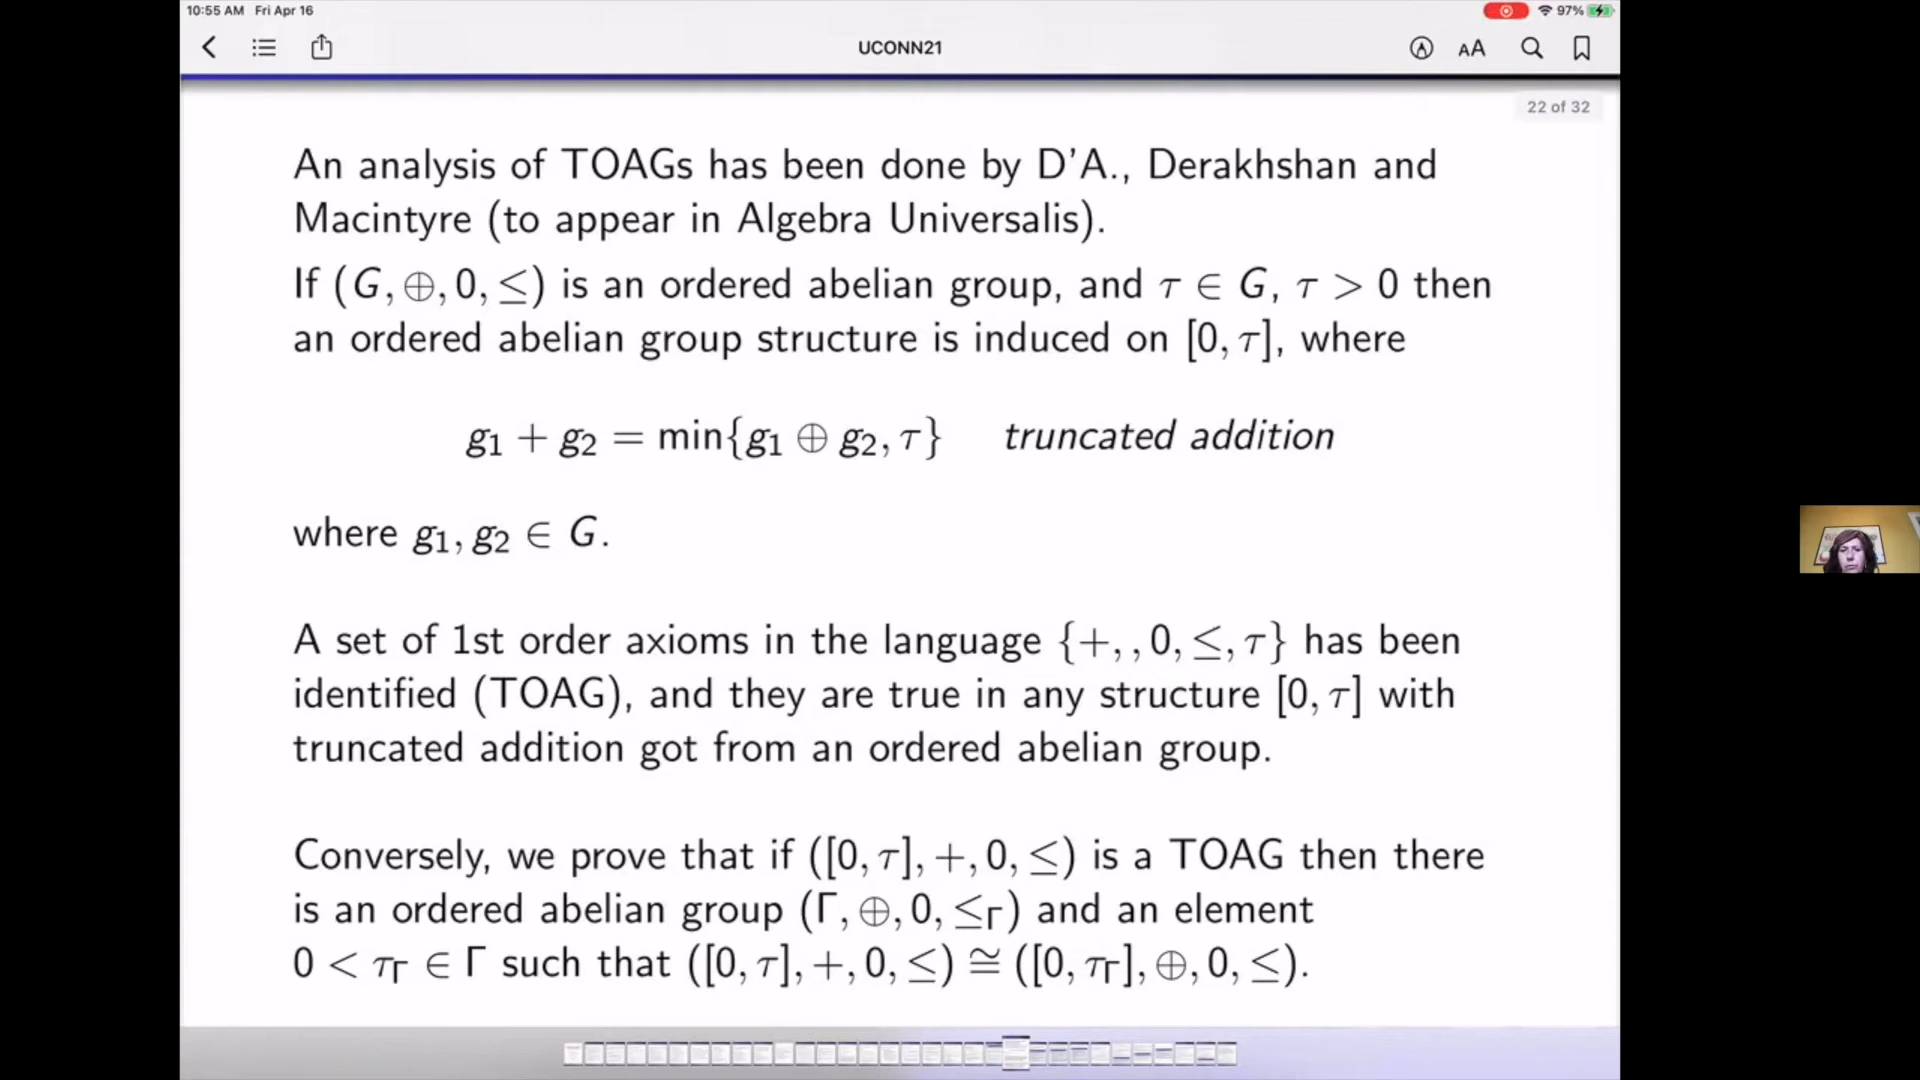 10:55 AM Fri Apr 16
97%
UCONN21
AA
22 of 32
An analysis of TOAGs has been done by D'A., Derakhshan and
Macintyre (to appear in Algebra Universalis).
If (G, ⊕, 0, ≤) is an ordered abelian group, and τ ∈ G, τ > 0 then
an ordered abelian group structure is induced on [0, τ], where
g₁ + g₂ = min{g₁ ⊕ g₂, τ} truncated addition
where g₁, g₂ ∈ G.
A set of 1st order axioms in the language {+, , 0, ≤, τ} has been
identified (TOAG), and they are true in any structure [0, τ] with
truncated addition got from an ordered abelian group.
Conversely, we prove that if ([0, τ], +, 0, ≤) is a TOAG then there
is an ordered abelian group (Γ, ⊕, 0, ≤Γ) and an element
0 < τΓ ∈ Γ such that ([0, τ], +, 0, ≤) ≅ ([0, τΓ], ⊕, 0, ≤).